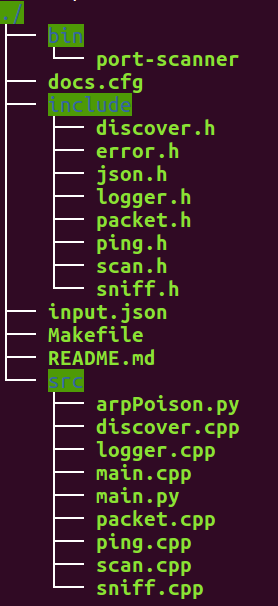 ./
bin
port-scanner
docs.cfg
include
discover.h
error.h
json.h
logger.h
packet.h
ping.h
scan.h
sniff.h
input.json
Makefile
README.md
src
arpPoison.py
discover.cpp
logger.cpp
main.cpp
main.py
packet.cpp
ping.cpp
scan.cpp
sniff.cpp